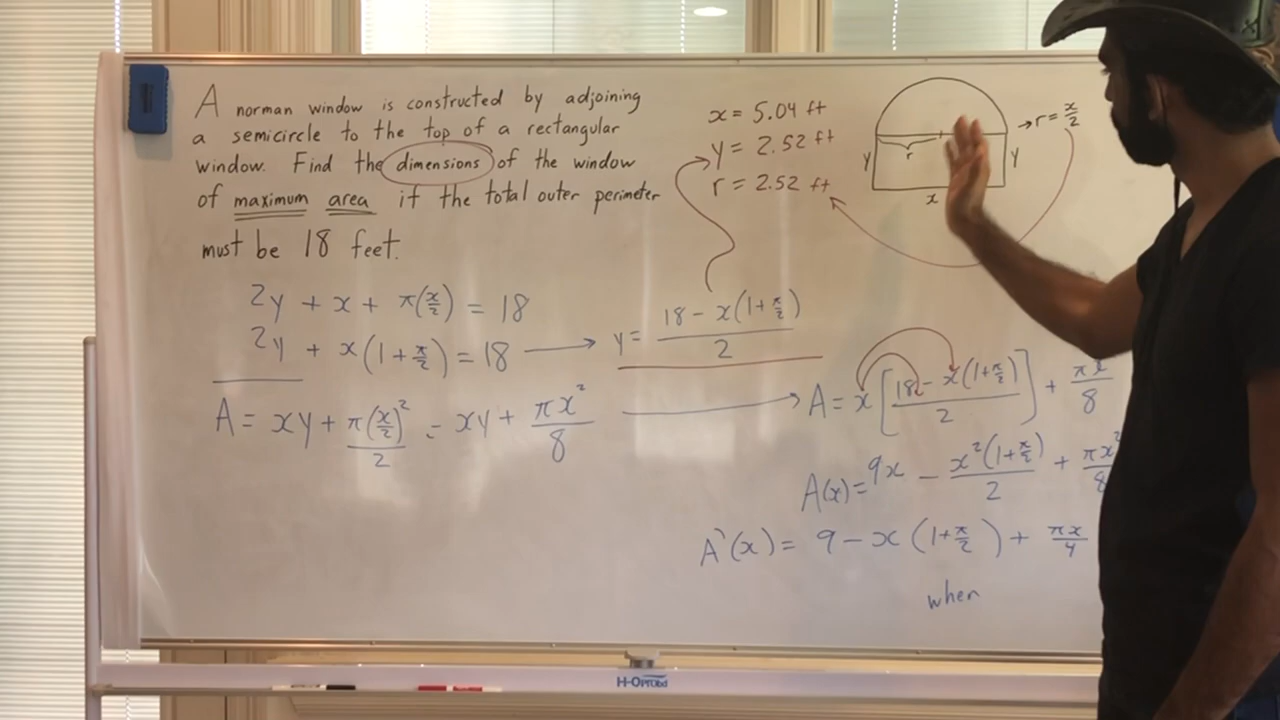 A norman window is constructed by adjoining
a semicircle to the top of a rectangular
window. Find the dimensions of the window
of maximum area if the total outer perimeter
must be 18 feet.
x = 5.04 ft
y = 2.52 ft
r = 2.52 ft
→ r = x/2
y r y
x
2y + x + π(x/2) = 18
2y + x(1+π/2) = 18 → y = (18 - x(1+π/2))/2
A = xy + π(x/2)²/2 = xy + πx²/8 → A = x[(18 - x(1+π/2))/2] + π/8
A(x) = 9x - x²(1+π/2)/2 + πx²/8
A'(x) = 9 - x(1+π/2) + πx/4
when
H-Qprobd